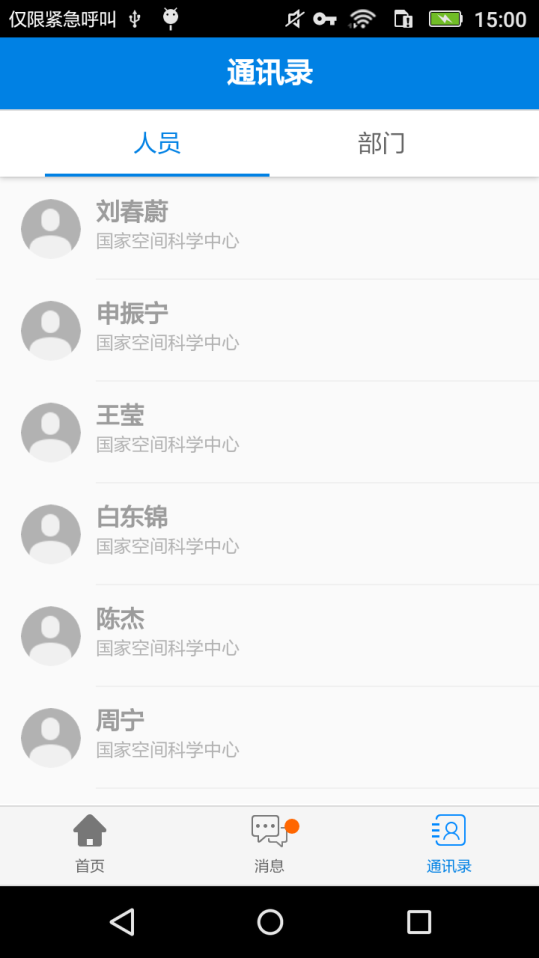 仅限紧急呼叫 15:00
通讯录
人员 部门
刘春蔚
国家空间科学中心
申振宁
国家空间科学中心
王莹
国家空间科学中心
白东锦
国家空间科学中心
陈杰
国家空间科学中心
周宁
国家空间科学中心
首页 消息 通讯录